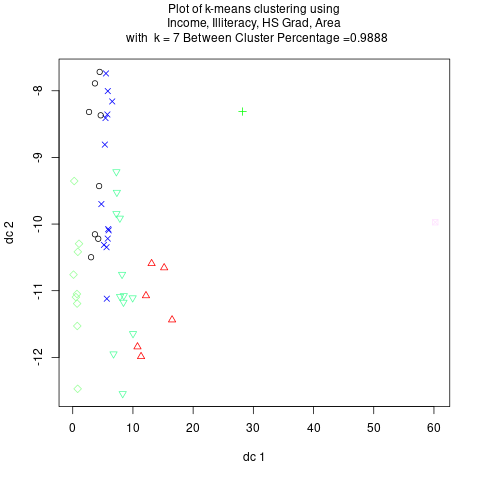 Plot of k-means clustering using
Income, Illiteracy, HS Grad, Area
with  k = 7 Between Cluster Percentage =0.9888
-8
-9
-10
-11
-12
dc 2
0
10
20
30
40
50
60
dc 1